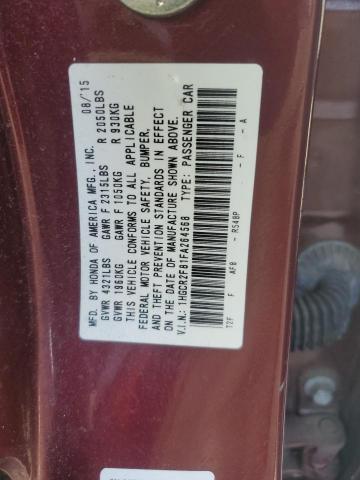 MFD. BY HONDA OF AMERICA MFG., INC. 08/15
GVWR 4321LBS GAWR F 2315LBS R 2050LBS
GVWR 1960KG GAWR F 1050KG R 930KG
THIS VEHICLE CONFORMS TO ALL APPLICABLE
FEDERAL MOTOR VEHICLE SAFETY, BUMPER,
AND THEFT PREVENTION STANDARDS IN EFFECT
ON THE DATE OF MANUFACTURE SHOWN ABOVE.
V.I.N.: 1HGCR2F81FA264568 TYPE: PASSENGER CAR
T2F F AF8 - R548P - F - A